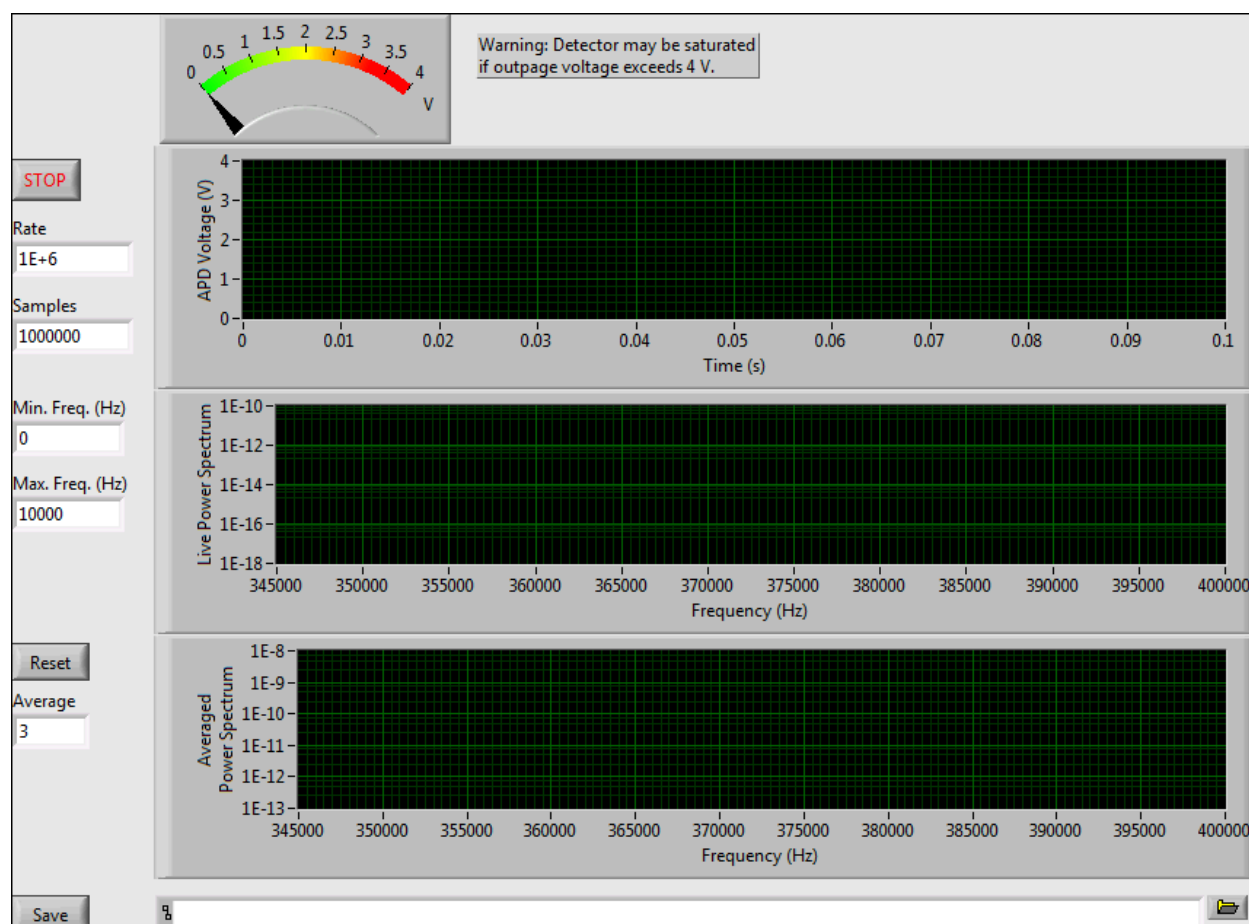 0 0.5 1 1.5 2 2.5 3 3.5 4
V
Warning: Detector may be saturated
if outpage voltage exceeds 4 V.
STOP
Rate
1E+6
Samples
1000000
Min. Freq. (Hz)
0
Max. Freq. (Hz)
10000
Reset
Average
3
Save
APD Voltage (V)
4
3
2
1
0
0 0.01 0.02 0.03 0.04 0.05 0.06 0.07 0.08 0.09 0.1
Time (s)
Live Power Spectrum
1E-10
1E-12
1E-14
1E-16
1E-18
345000 350000 355000 360000 365000 370000 375000 380000 385000 390000 395000 400000
Frequency (Hz)
Averaged
Power Spectrum
1E-8
1E-9
1E-10
1E-11
1E-12
1E-13
345000 350000 355000 360000 365000 370000 375000 380000 385000 390000 395000 400000
Frequency (Hz)